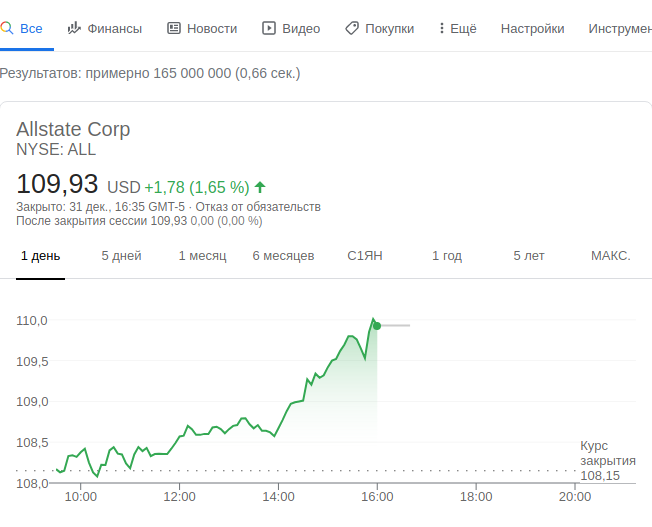 Все Финансы Новости Видео Покупки Ещё Настройки Инструмен
Результатов: примерно 165 000 000 (0,66 сек.)
Allstate Corp
NYSE: ALL
109,93 USD +1,78 (1,65 %)
Закрыто: 31 дек., 16:35 GMT-5 · Отказ от обязательств
После закрытия сессии 109,93 0,00 (0,00 %)
1 день 5 дней 1 месяц 6 месяцев С1ЯН 1 год 5 лет МАКС.
110,0
109,5
109,0
108,5
108,0
Курс
закрытия
108,15
10:00 12:00 14:00 16:00 18:00 20:00